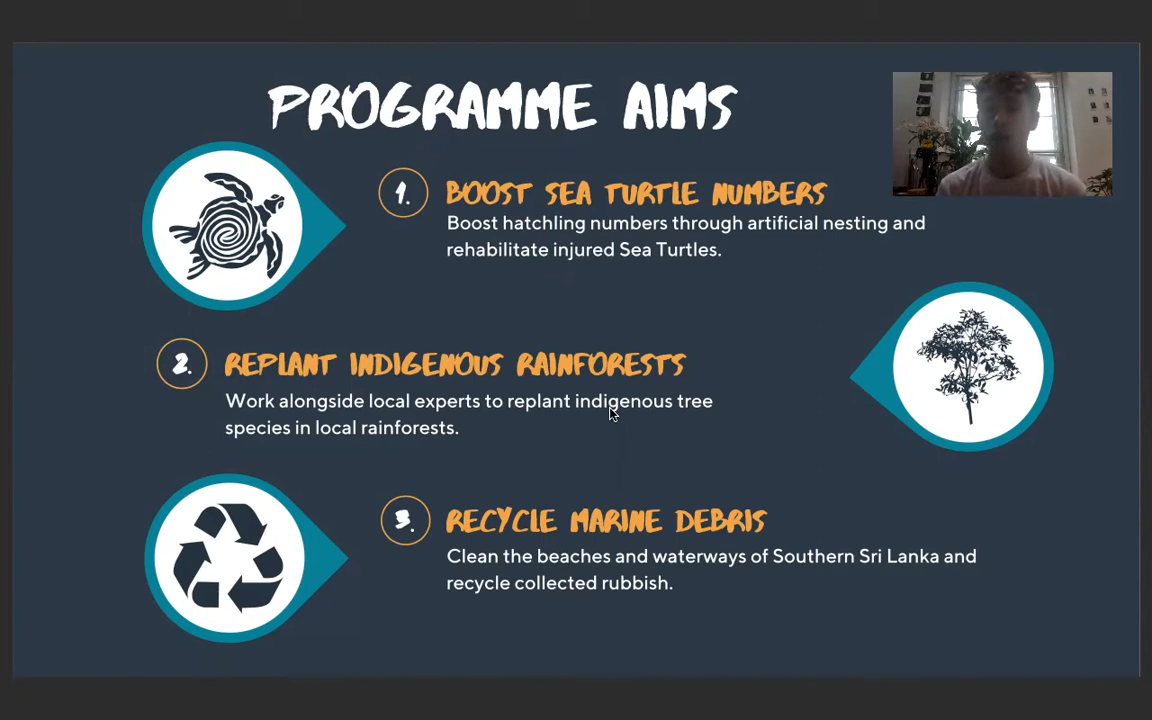 PROGRAMME AIMS
1.
BOOST SEA TURTLE NUMBERS
Boost hatchling numbers through artificial nesting and
rehabilitate injured Sea Turtles.
2.
REPLANT INDIGENOUS RAINFORESTS
Work alongside local experts to replant indigenous tree
species in local rainforests.
3.
RECYCLE MARINE DEBRIS
Clean the beaches and waterways of Southern Sri Lanka and
recycle collected rubbish.